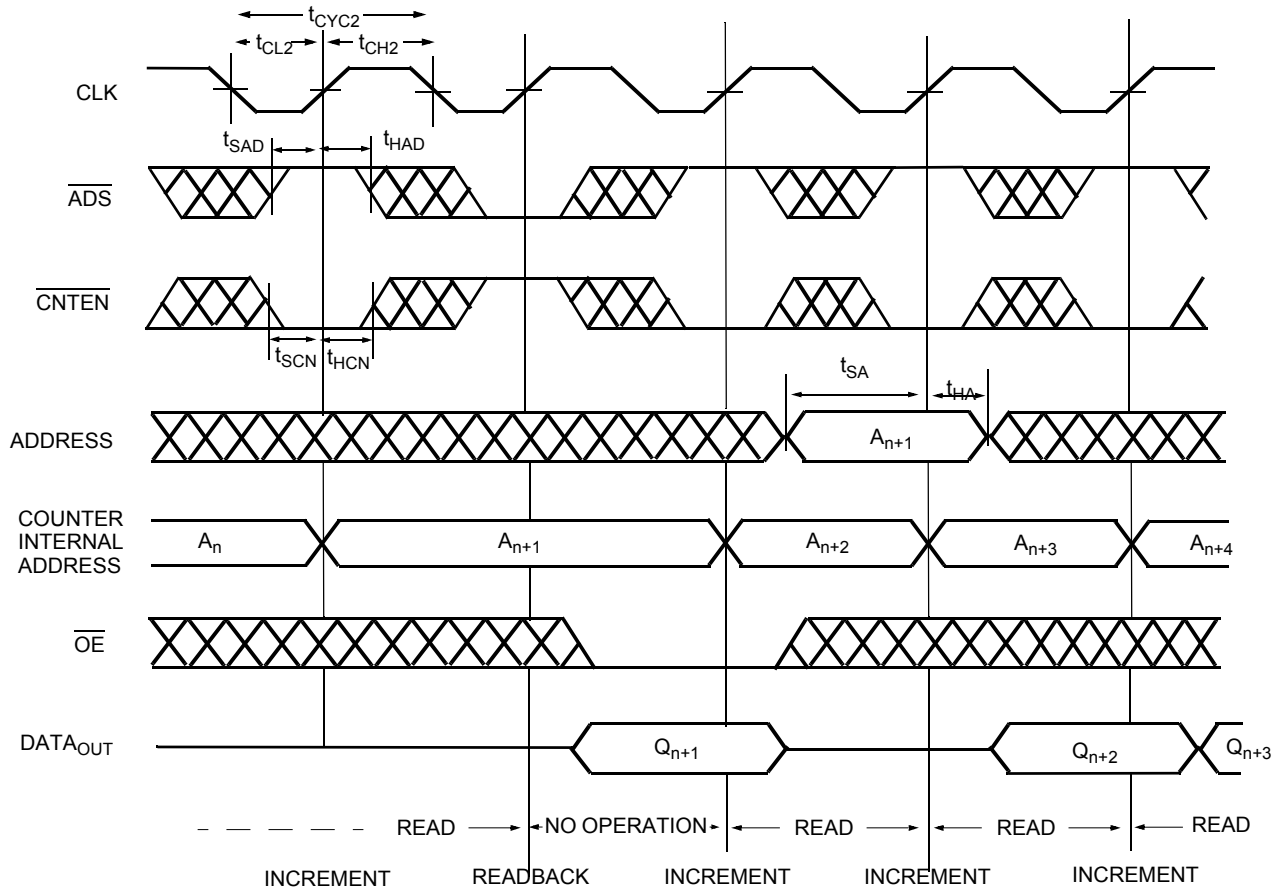 tCYC2
tCL2 tCH2
CLK
tSAD tHAD
ADS
CNTEN
tSCN tHCN
tSA
tHA
ADDRESS An+1
COUNTER
INTERNAL
ADDRESS
An An+1 An+2 An+3 An+4
OE
DATAOUT Qn+1 Qn+2 Qn+3
READ NO OPERATION READ READ READ
INCREMENT READBACK INCREMENT INCREMENT INCREMENT